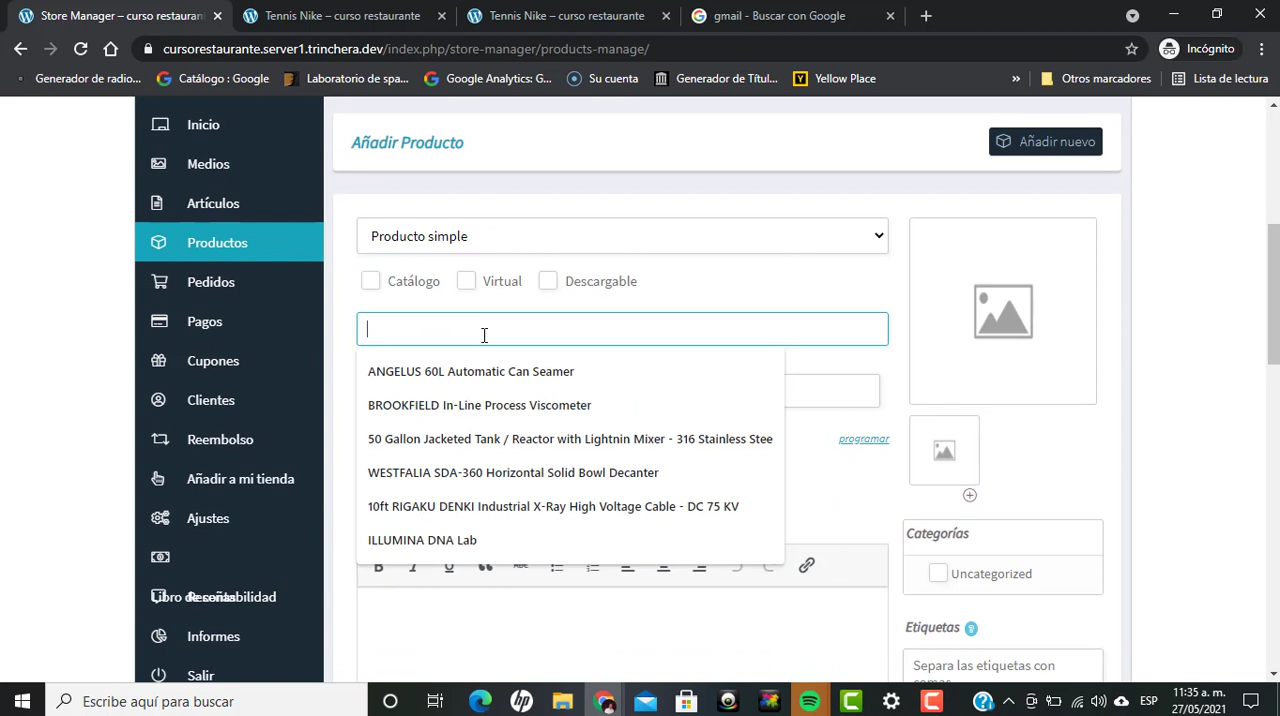 Store Manager – curso restauran
Tennis Nike – curso restaurante
Tennis Nike – curso restaurante
gmail - Buscar con Google
cursorestaurante.server1.trinchera.dev/index.php/store-manager/products-manage/
Incógnito
Generador de radio...
Catálogo : Google
Laboratorio de spa...
Google Analytics: G...
Su cuenta
Generador de Títul...
Yellow Place
»
Otros marcadores
Lista de lectura
Inicio
Medios
Artículos
Productos
Pedidos
Pagos
Cupones
Clientes
Reembolso
Añadir a mi tienda
Ajustes
Libro de contabilidad
Reseñas
Informes
Salir
Añadir Producto
Añadir nuevo
Producto simple
Catálogo
Virtual
Descargable
ANGELUS 60L Automatic Can Seamer
BROOKFIELD In-Line Process Viscometer
50 Gallon Jacketed Tank / Reactor with Lightnin Mixer - 316 Stainless Stee
WESTFALIA SDA-360 Horizontal Solid Bowl Decanter
10ft RIGAKU DENKI Industrial X-Ray High Voltage Cable - DC 75 KV
ILLUMINA DNA Lab
programar
B I U ABC
Categorías
Uncategorized
Etiquetas
Separa las etiquetas con
comas
Escribe aquí para buscar
ESP
11:35 a. m.
27/05/2021